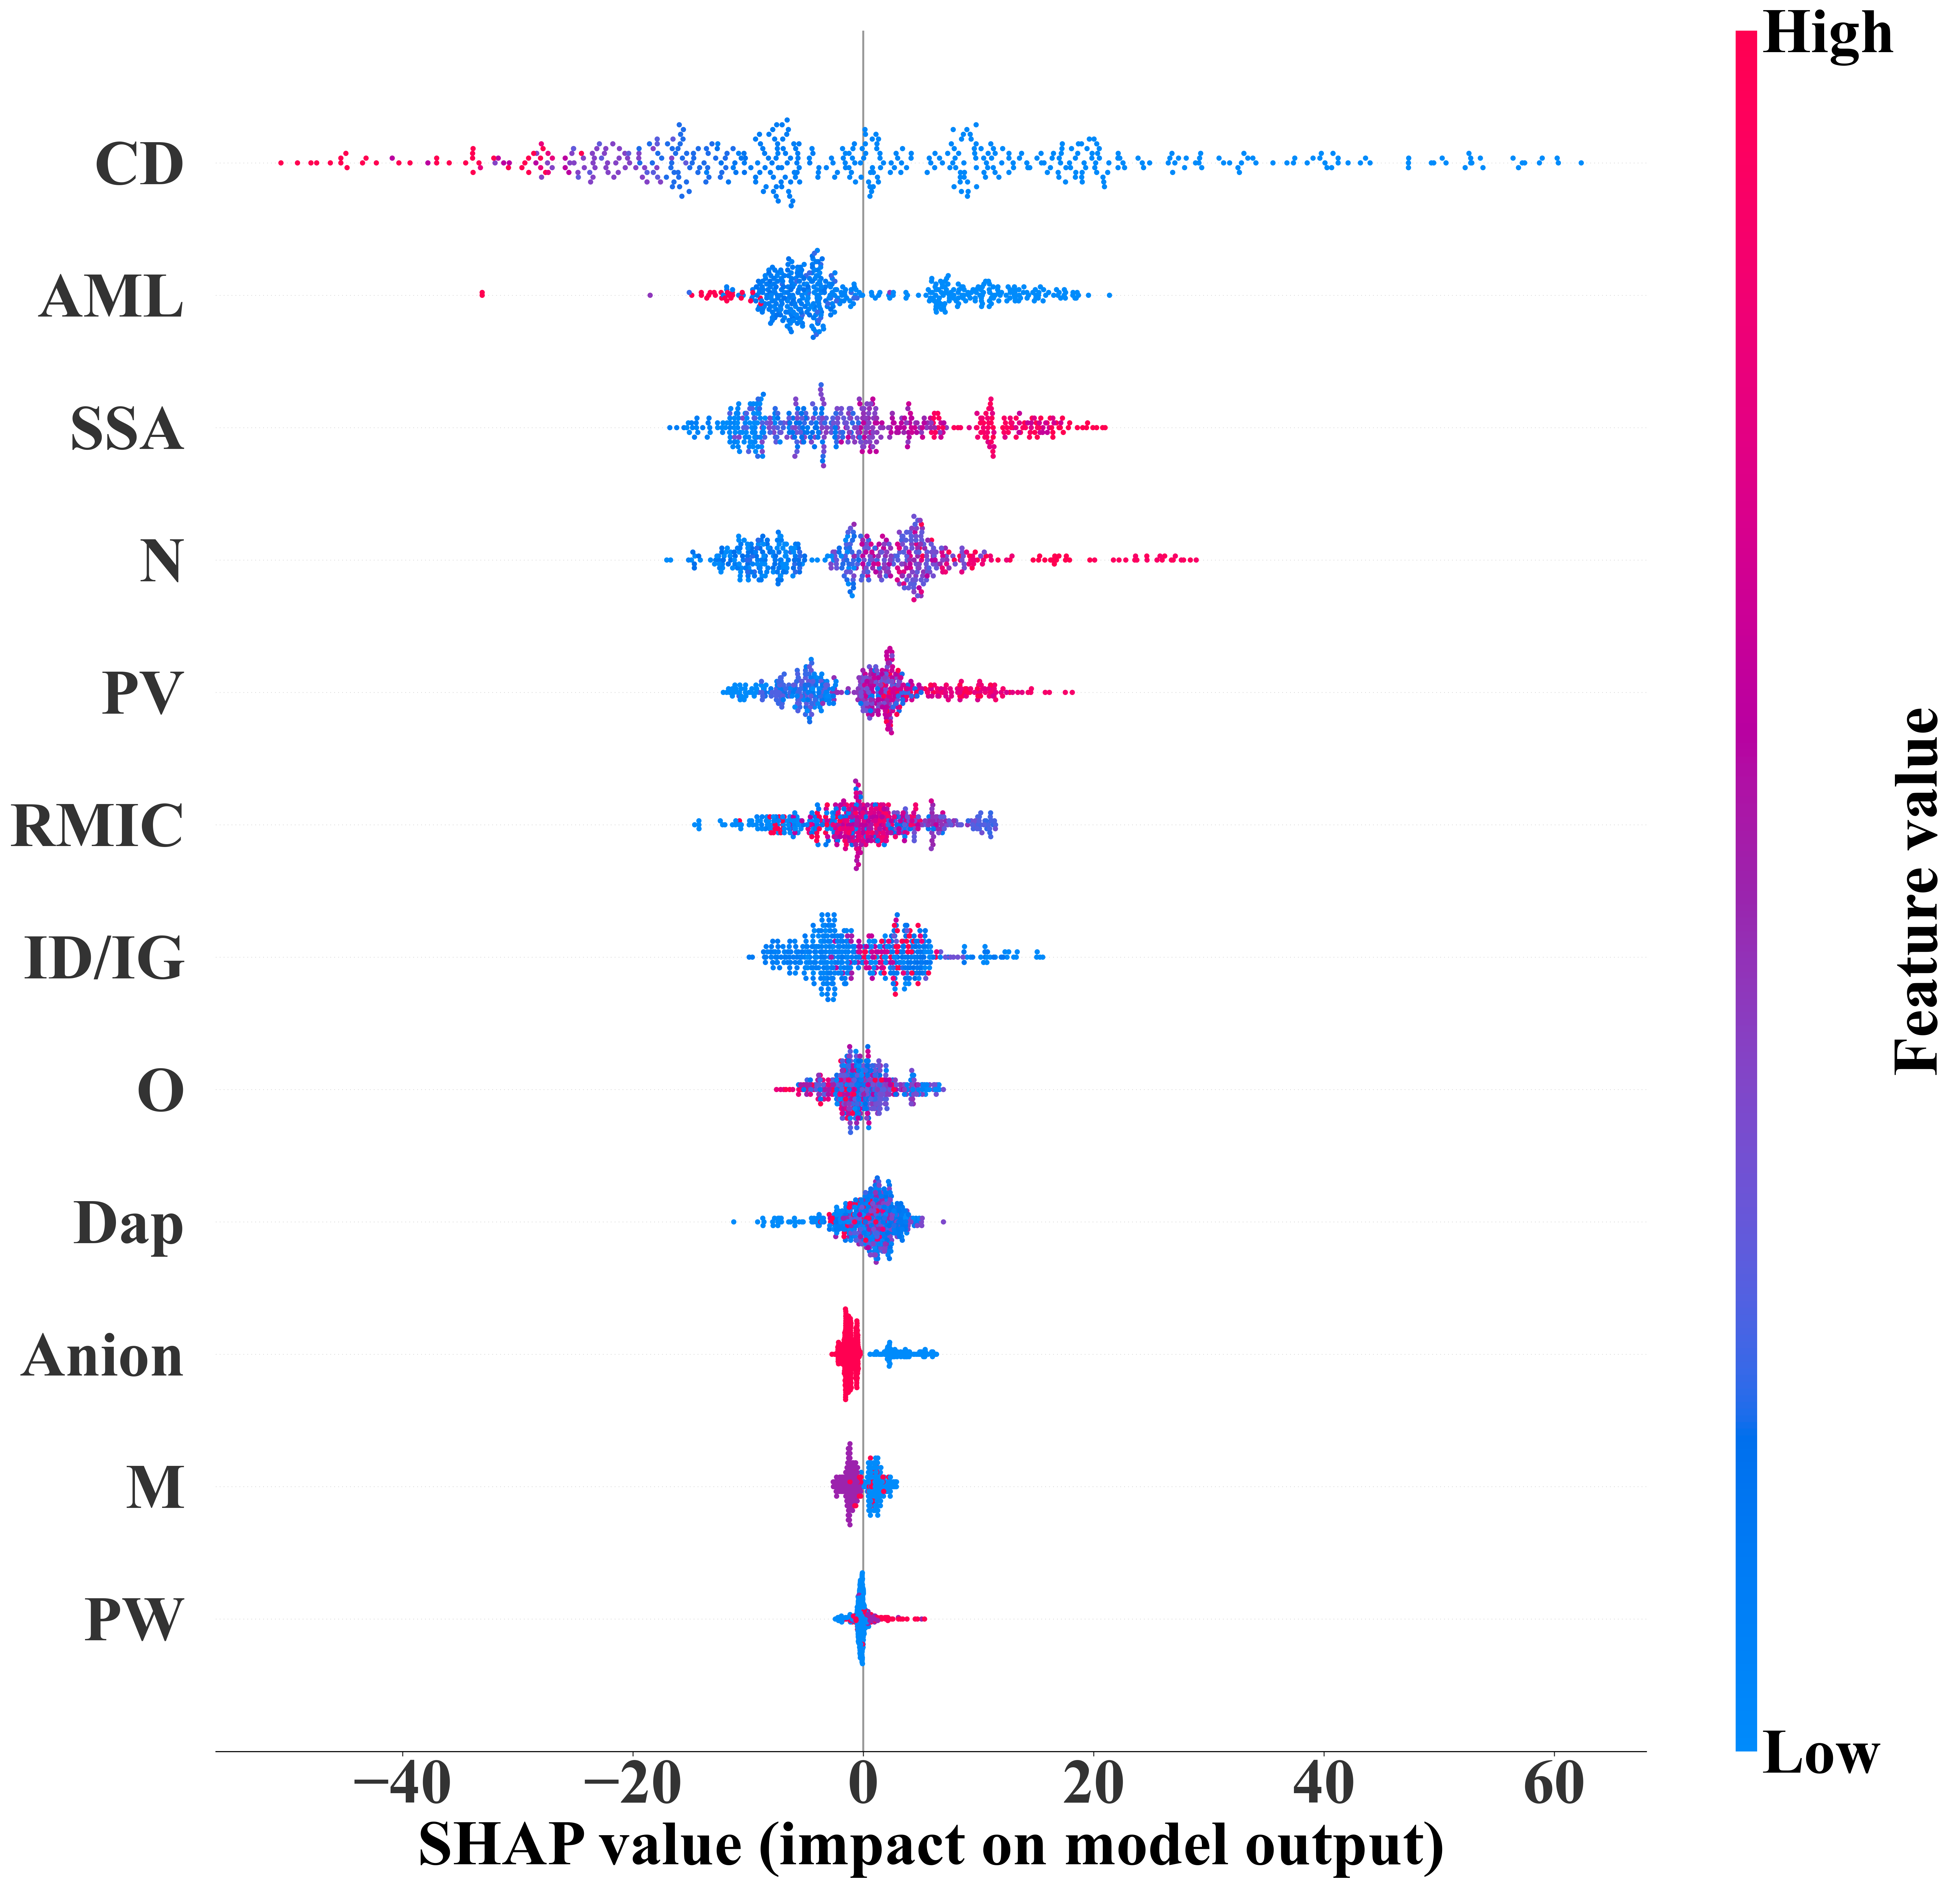 High
CD
AML
SSA
N
PV
RMIC
ID/IG
O
Dap
Anion
M
PW
Feature value
Low
−40 −20 0 20 40 60
SHAP value (impact on model output)